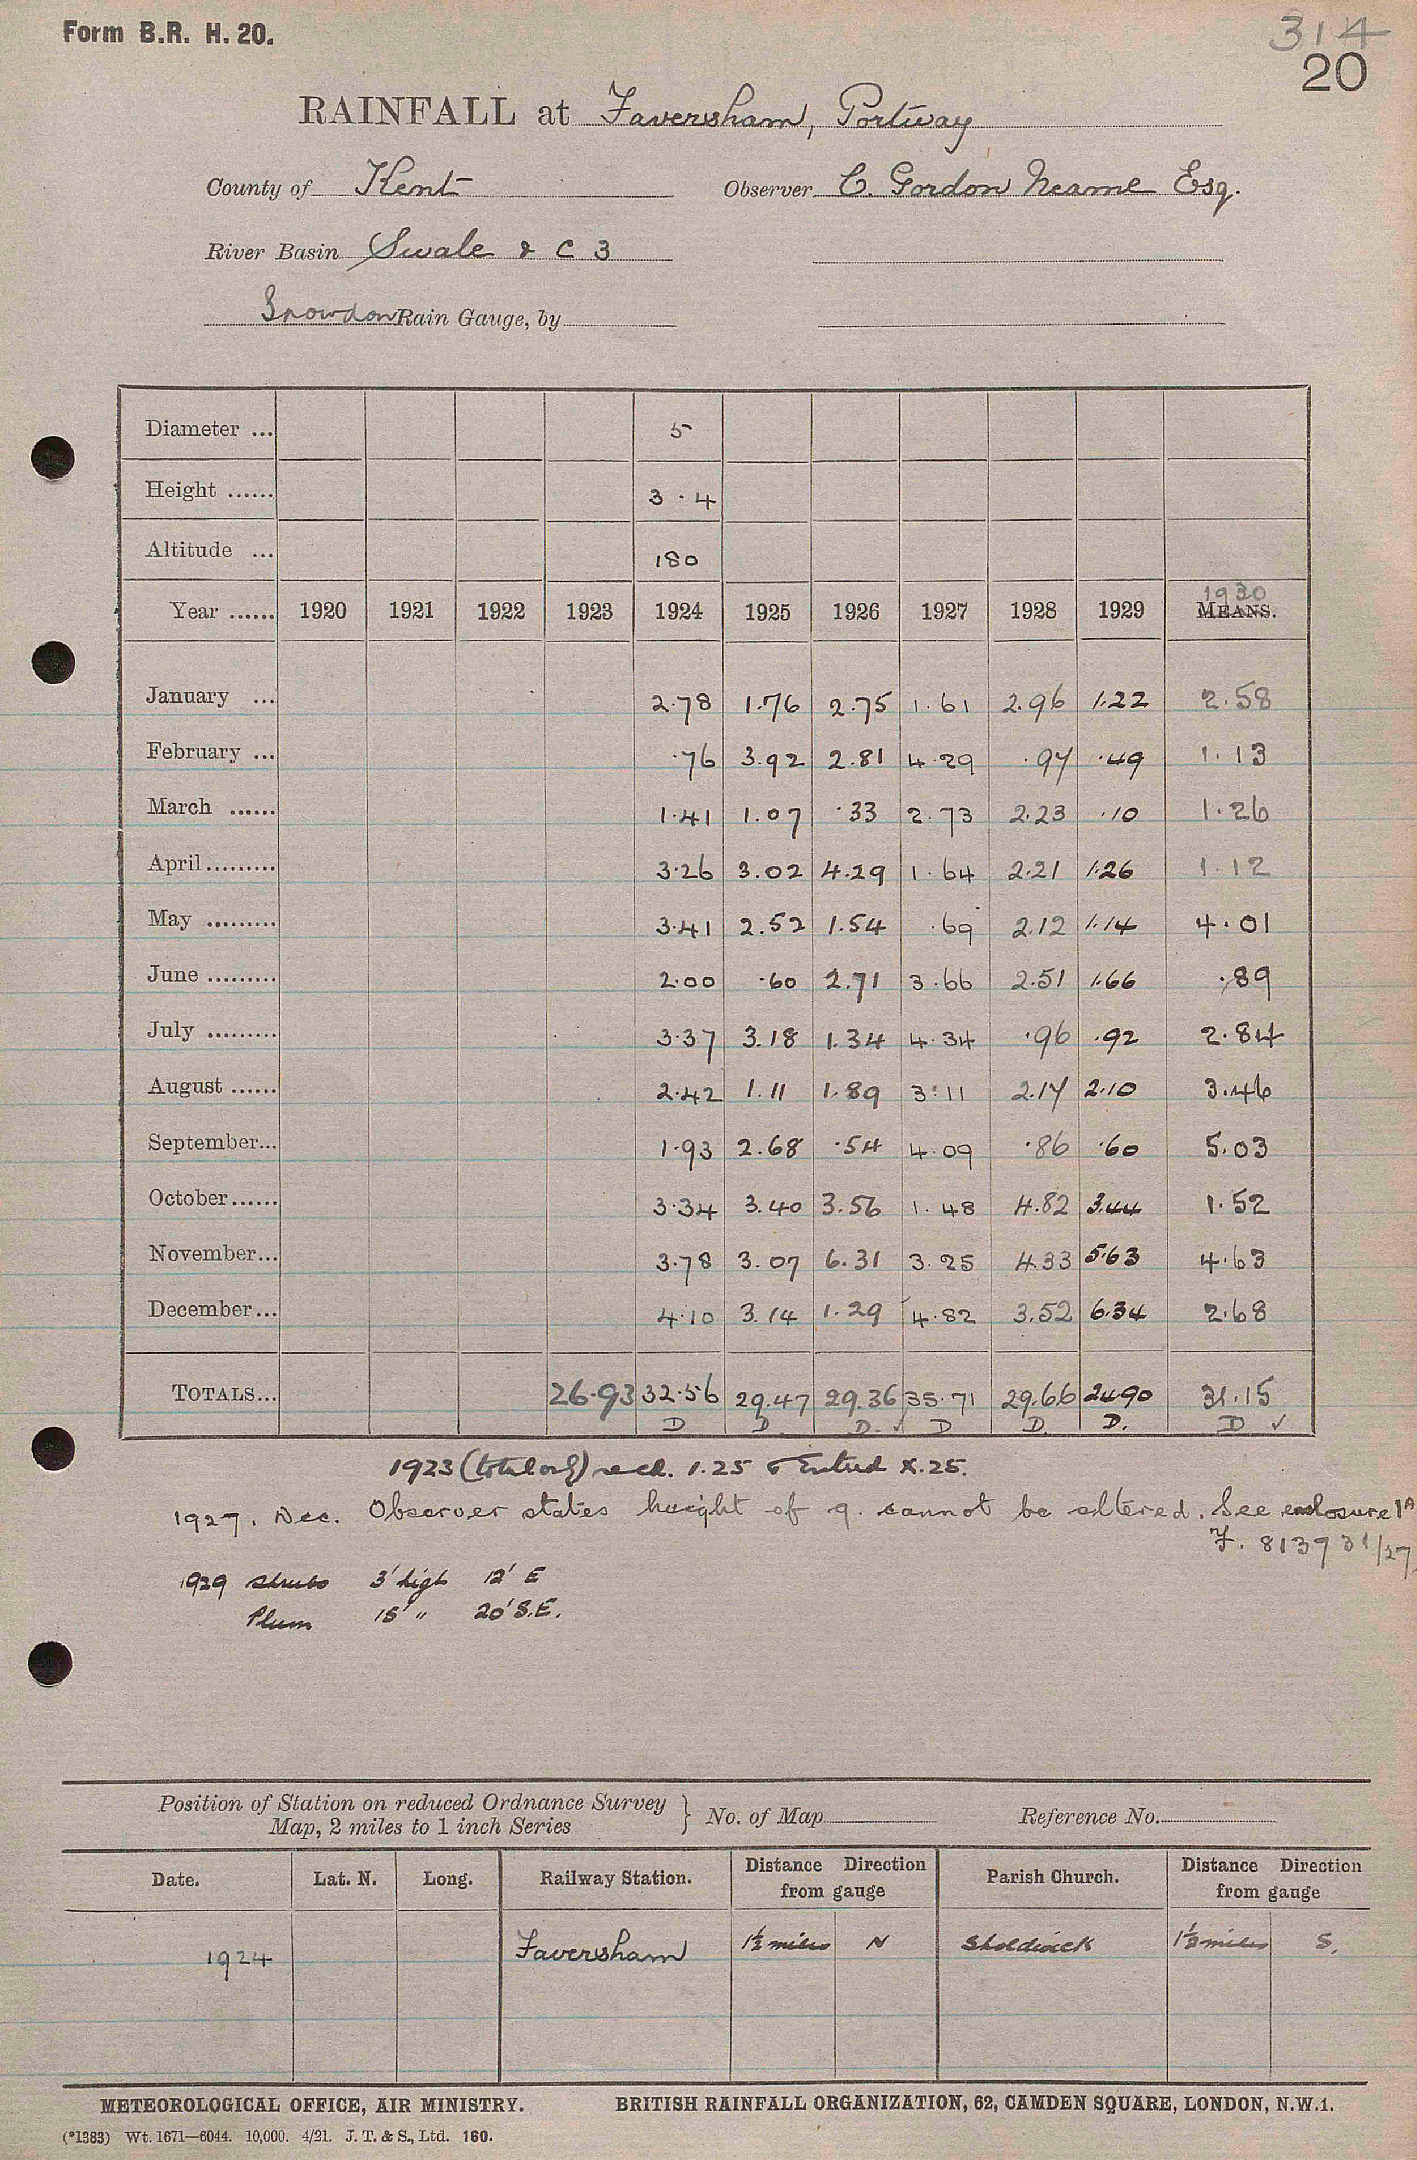 Form B.R. H. 20.
314
20
RAINFALL at Faversham, Portway
County of Kent Observer C. Gordon Neame Esq.
River Basin Swale & C 3
Snowdon Rain Gauge, by
Diameter ... 5
Height ...... 3.4
Altitude ... 180
1930
Year ...... 1920 1921 1922 1923 1924 1925 1926 1927 1928 1929 MEANS.
January ... 2.78 1.76 2.75 1.61 2.96 1.22 2.58
February ... .76 3.92 2.81 4.29 .97 .49 1.13
March ...... 1.41 1.07 .33 2.73 2.23 .10 1.26
April......... 3.26 3.02 4.29 1.64 2.21 1.26 1.12
May ......... 3.41 2.52 1.54 .69 2.12 1.14 4.01
June ......... 2.00 .60 2.71 3.66 2.51 1.66 .89
July ......... 3.37 3.18 1.34 4.34 .96 .92 2.84
August ...... 2.42 1.11 1.89 3.11 2.17 2.10 3.46
September... 1.93 2.68 .54 4.09 .86 .60 5.03
October...... 3.34 3.40 3.56 1.48 4.82 3.44 1.52
November... 3.78 3.07 6.31 3.25 4.33 5.63 4.63
December... 4.10 3.14 1.29 4.82 3.52 6.34 2.68
TOTALS... 26.93 32.56 29.47 29.36 35.71 29.66 24.90 31.15
D D D. ✓ D D. D. D ✓
1923 (total only) recd. 1.25 & Entered X.25.
1927. Dec. Observer states height of g. cannot be altered. See enclosure 1A
F. 81373 1/27
1929 shrubs 3' high 12' E
Plum 15' " 20' S.E.
Position of Station on reduced Ordnance Survey
Map, 2 miles to 1 inch Series } No. of Map Reference No.
Date. Lat. N. Long. Railway Station. Distance Direction from gauge Parish Church. Distance Direction from gauge
1924 Faversham 1½ miles N Sheldwick 1½ miles S.
METEOROLOGICAL OFFICE, AIR MINISTRY. BRITISH RAINFALL ORGANIZATION, 62, CAMDEN SQUARE, LONDON, N.W.1.
(*1383) Wt. 1671—6044. 10,000. 4/21. J. T. & S., Ltd. 160.